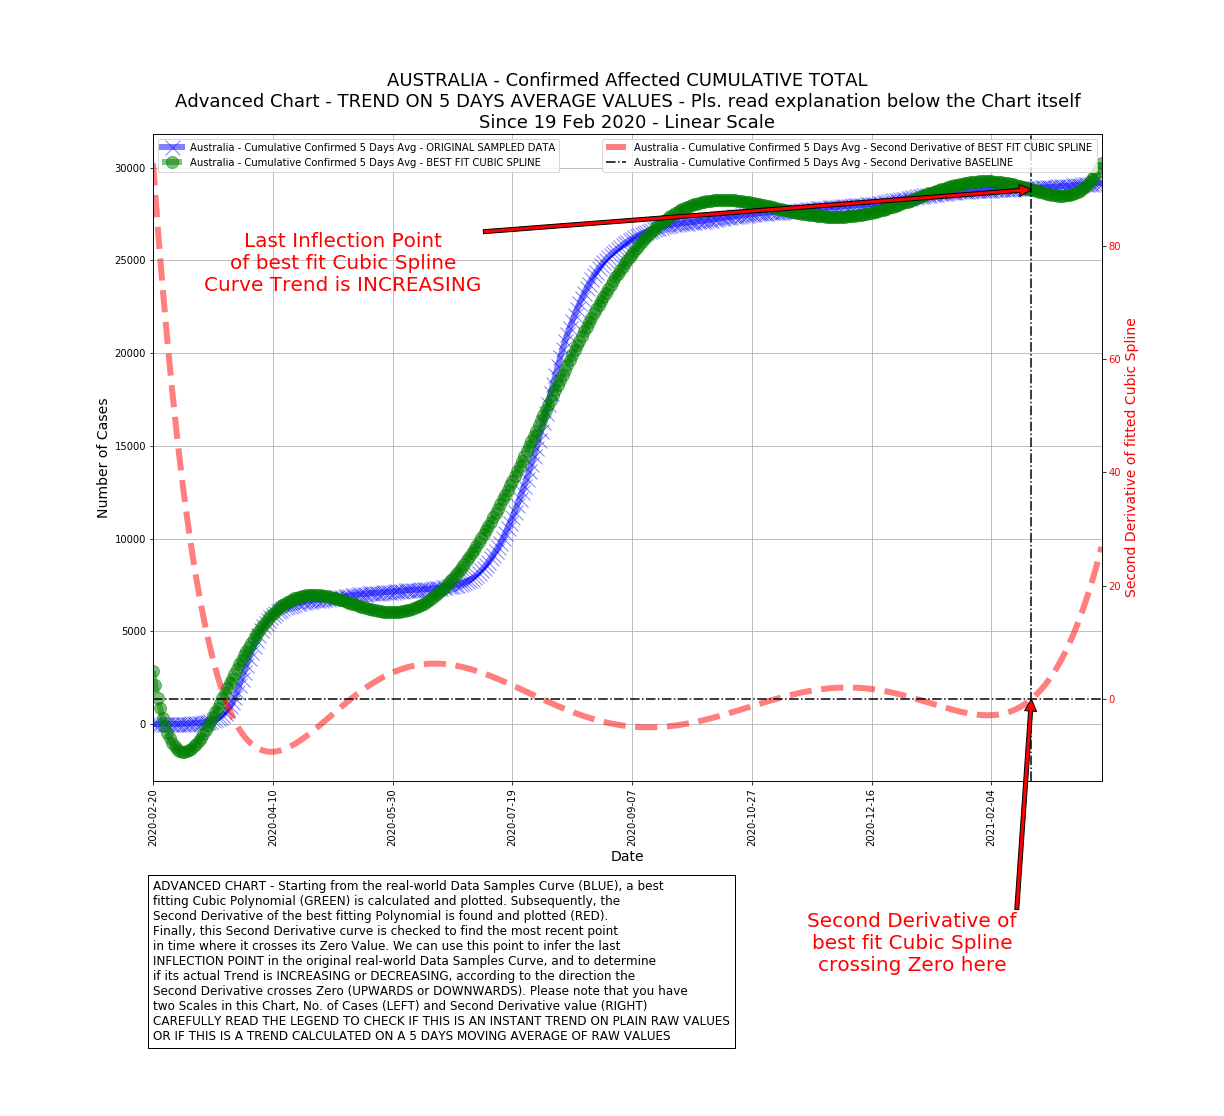 AUSTRALIA - Confirmed Affected CUMULATIVE TOTAL
Advanced Chart - TREND ON 5 DAYS AVERAGE VALUES - Pls. read explanation below the Chart itself
Since 19 Feb 2020 - Linear Scale
Australia - Cumulative Confirmed 5 Days Avg - ORIGINAL SAMPLED DATA
Australia - Cumulative Confirmed 5 Days Avg - BEST FIT CUBIC SPLINE
Australia - Cumulative Confirmed 5 Days Avg - Second Derivative of BEST FIT CUBIC SPLINE
Australia - Cumulative Confirmed 5 Days Avg - Second Derivative BASELINE
Last Inflection Point
of best fit Cubic Spline
Curve Trend is INCREASING
Number of Cases
30000
25000
20000
15000
10000
5000
0
Second Derivative of fitted Cubic Spline
80
60
40
20
0
2020-02-20
2020-04-10
2020-05-30
2020-07-19
2020-09-07
2020-10-27
2020-12-16
2021-02-04
Date
ADVANCED CHART - Starting from the real-world Data Samples Curve (BLUE), a best
fitting Cubic Polynomial (GREEN) is calculated and plotted. Subsequently, the
Second Derivative of the best fitting Polynomial is found and plotted (RED).
Finally, this Second Derivative curve is checked to find the most recent point
in time where it crosses its Zero Value. We can use this point to infer the last
INFLECTION POINT in the original real-world Data Samples Curve, and to determine
if its actual Trend is INCREASING or DECREASING, according to the direction the
Second Derivative crosses Zero (UPWARDS or DOWNWARDS). Please note that you have
two Scales in this Chart, No. of Cases (LEFT) and Second Derivative value (RIGHT)
CAREFULLY READ THE LEGEND TO CHECK IF THIS IS AN INSTANT TREND ON PLAIN RAW VALUES
OR IF THIS IS A TREND CALCULATED ON A 5 DAYS MOVING AVERAGE OF RAW VALUES
Second Derivative of
best fit Cubic Spline
crossing Zero here